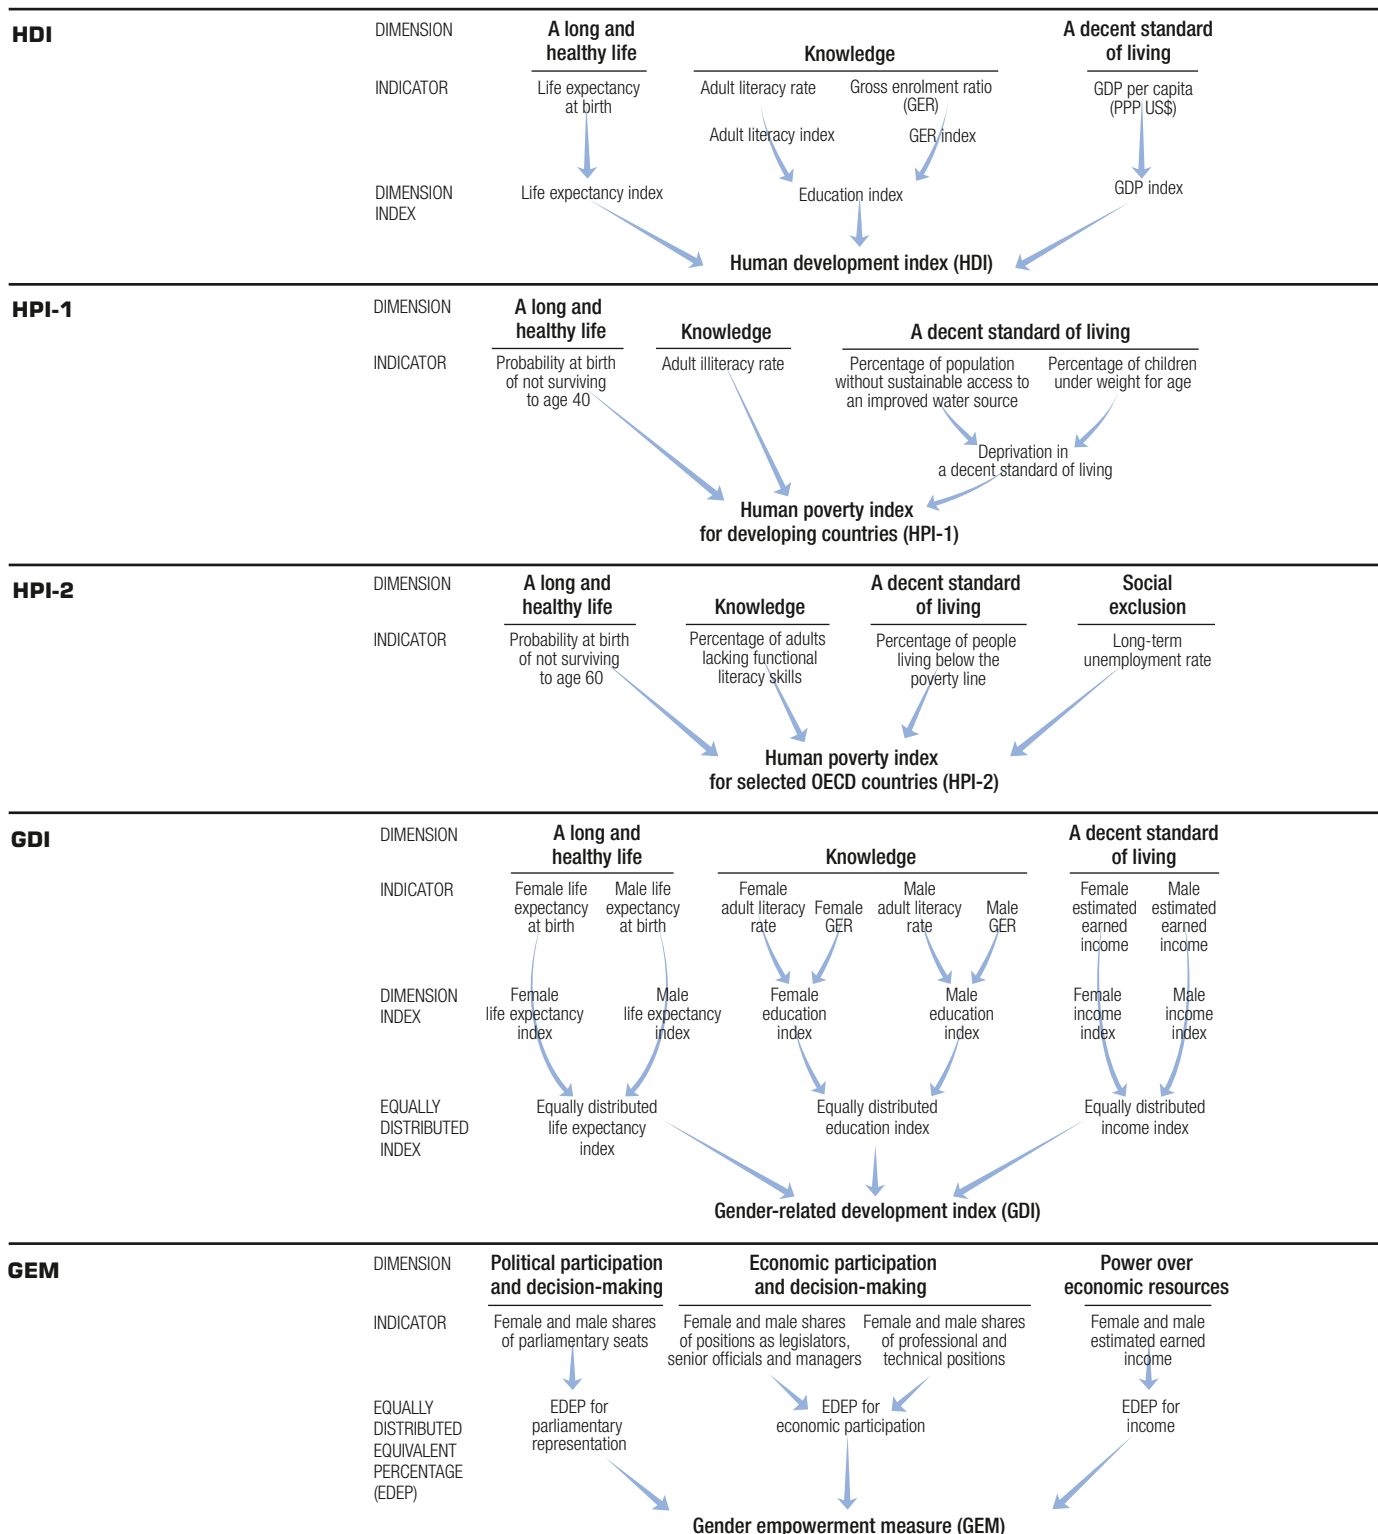 HDI
DIMENSION
A long and
healthy life
Knowledge
A decent standard
of living
INDICATOR
Life expectancy
at birth
Adult literacy rate
Gross enrolment ratio
(GER)
GDP per capita
(PPP US$)
Adult literacy index
GER index
DIMENSION
INDEX
Life expectancy index
Education index
GDP index
Human development index (HDI)
HPI-1
DIMENSION
A long and
healthy life
Knowledge
A decent standard of living
INDICATOR
Probability at birth
of not surviving
to age 40
Adult illiteracy rate
Percentage of population
without sustainable access to
an improved water source
Percentage of children
under weight for age
Deprivation in
a decent standard of living
Human poverty index
for developing countries (HPI-1)
HPI-2
DIMENSION
A long and
healthy life
Knowledge
A decent standard
of living
Social
exclusion
INDICATOR
Probability at birth
of not surviving
to age 60
Percentage of adults
lacking functional
literacy skills
Percentage of people
living below the
poverty line
Long-term
unemployment rate
Human poverty index
for selected OECD countries (HPI-2)
GDI
DIMENSION
A long and
healthy life
Knowledge
A decent standard
of living
INDICATOR
Female life
expectancy
at birth
Male life
expectancy
at birth
Female
adult literacy
rate
Female
GER
Male
adult literacy
rate
Male
GER
Female
estimated
earned
income
Male
estimated
earned
income
DIMENSION
INDEX
Female
life expectancy
index
Male
life expectancy
index
Female
education
index
Male
education
index
Female
income
index
Male
income
index
EQUALLY
DISTRIBUTED
INDEX
Equally distributed
life expectancy
index
Equally distributed
education index
Equally distributed
income index
Gender-related development index (GDI)
GEM
DIMENSION
Political participation
and decision-making
Economic participation
and decision-making
Power over
economic resources
INDICATOR
Female and male shares
of parliamentary seats
Female and male shares
of positions as legislators,
senior officials and managers
Female and male shares
of professional and
technical positions
Female and male
estimated earned
income
EQUALLY
DISTRIBUTED
EQUIVALENT
PERCENTAGE
(EDEP)
EDEP for
parliamentary
representation
EDEP for
economic participation
EDEP for
income
Gender empowerment measure (GEM)